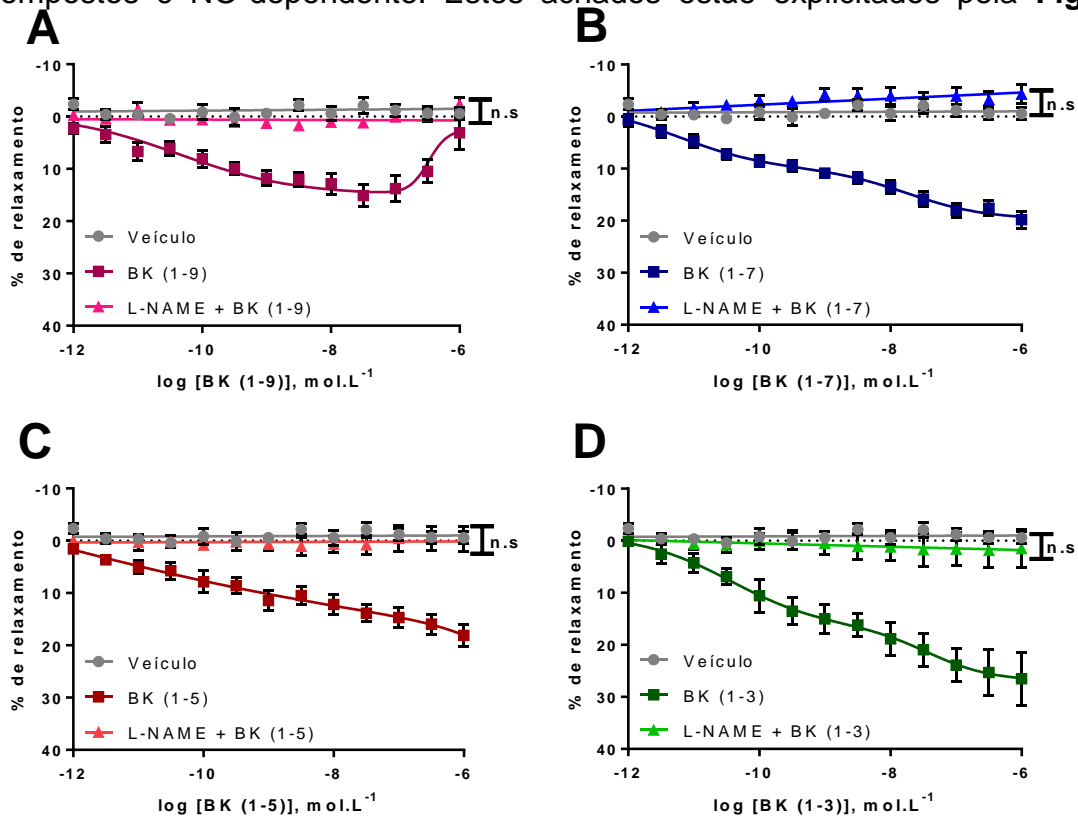 ompostos é NO-dependente. Estes achados estão explicitados pela Fig
A
-10
0
10
20
30
40
% de relaxamento
n.s
Veículo
BK (1-9)
L-NAME + BK (1-9)
-12 -10 -8 -6
log [BK (1-9)], mol.L-1
B
-10
0
10
20
30
40
% de relaxamento
n.s
Veículo
BK (1-7)
L-NAME + BK (1-7)
-12 -10 -8 -6
log [BK (1-7)], mol.L-1
C
-10
0
10
20
30
40
% de relaxamento
n.s
Veículo
BK (1-5)
L-NAME + BK (1-5)
-12 -10 -8 -6
log [BK (1-5)], mol.L-1
D
-10
0
10
20
30
40
% de relaxamento
n.s
Veículo
BK (1-3)
L-NAME + BK (1-3)
-12 -10 -8 -6
log [BK (1-3)], mol.L-1